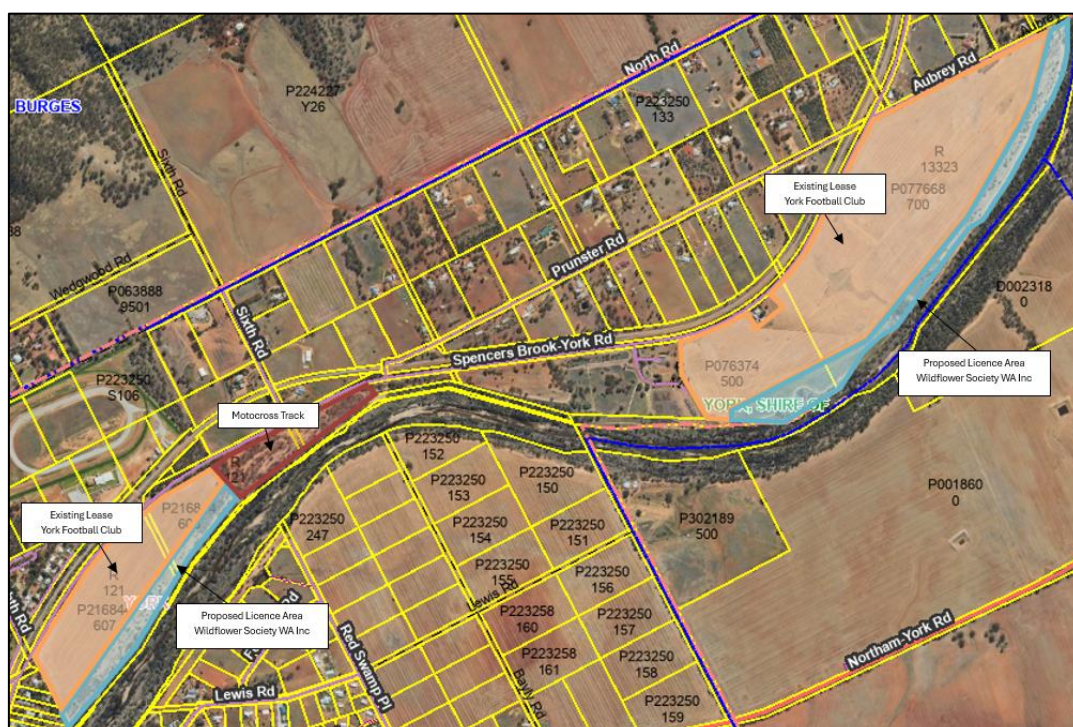 Aubrey
North Rd
P224227
Y26
BURGES
P223250
133
Aubrey Rd
Sixth Rd
R
13323
P077668
700
Existing Lease
York Football Club
Prunster Rd
Wedgwood Rd
P063888
9501
D002318
0
Sixth Rd
Spencers Brook-York Rd
P076374
500
Proposed Licence Area
Wildflower Society WA Inc
P223250
S106
YORK, SHIRE OF
Motocross Track
P223250
152
R
121
P223250
150
P223250
153
P001860
0
Existing Lease
York Football Club
P223250
247
P223250
154
P223250
151
P302189
500
P223250
155
P223250
156
R
121
P21684
607
Lewis Rd
Proposed Licence Area
Wildflower Society WA Inc
P223258
160
P223250
157
Northam-York Rd
Red Swamp Pl
P223258
161
P223250
158
Lewis Rd
Bayly Rd
P223250
159